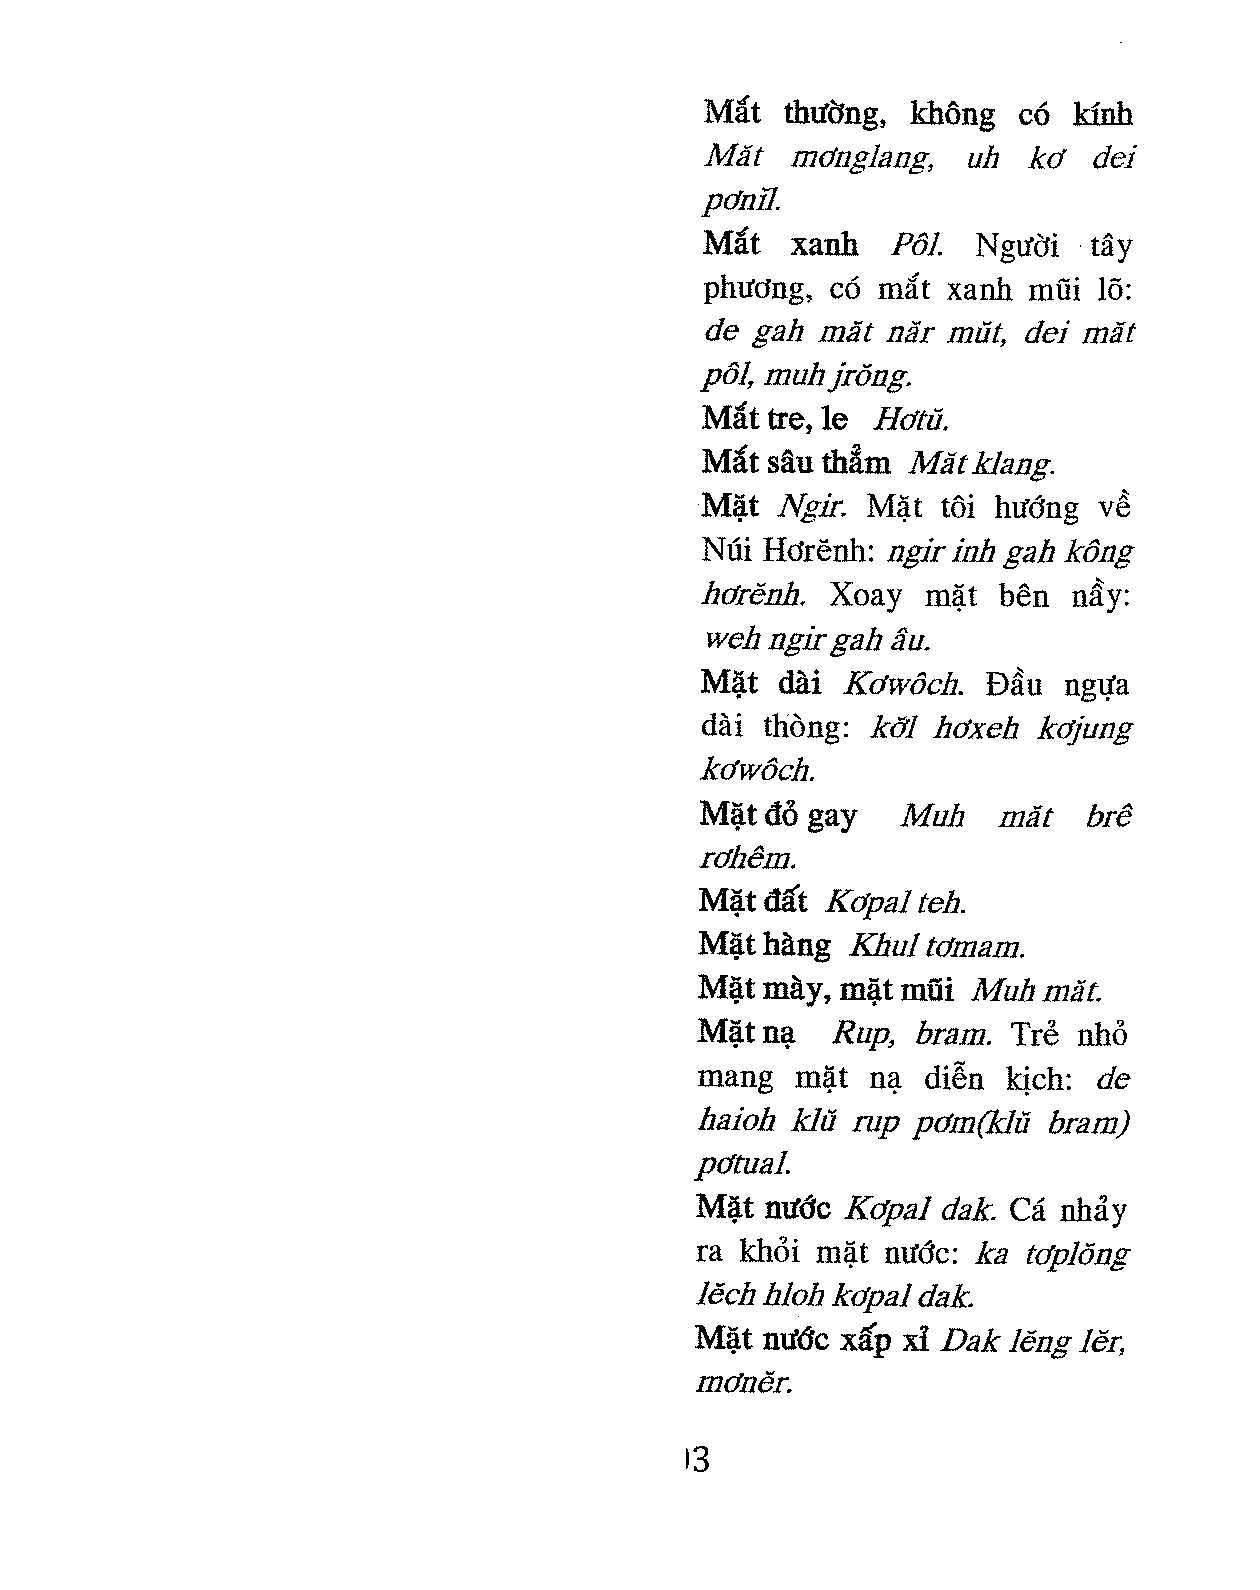 Mắt thường, không có kính
Măt mơnglang, uh kơ dei
pơnĭl.
Mắt xanh Pôl. Người tây
phương, có mắt xanh mũi lõ:
de gah măt năr mŭt, dei măt
pôl, muh jrŏng.
Mắt tre, le Hơtŭ.
Mắt sâu thẳm Măt klang.
Mặt Ngir. Mặt tôi hướng về
Núi Hơrĕnh: ngir inh gah kông
hơrĕnh. Xoay mặt bên nầy:
weh ngir gah âu.
Mặt dài Kơwôch. Đầu ngựa
dài thòng: kơ̆l hơxeh kơjung
kơwôch.
Mặt đỏ gay Muh măt brê
rơhêm.
Mặt đất Kơpal teh.
Mặt hàng Khul tơmam.
Mặt mày, mặt mũi Muh măt.
Mặt nạ Rup, bram. Trẻ nhỏ
mang mặt nạ diễn kịch: de
haioh klŭ rup pơm(klŭ bram)
pơtual.
Mặt nước Kơpal dak. Cá nhảy
ra khỏi mặt nước: ka tơplŏng
lĕch hloh kơpal dak.
Mặt nước xấp xỉ Dak lĕng lĕr,
mơnĕr.
3